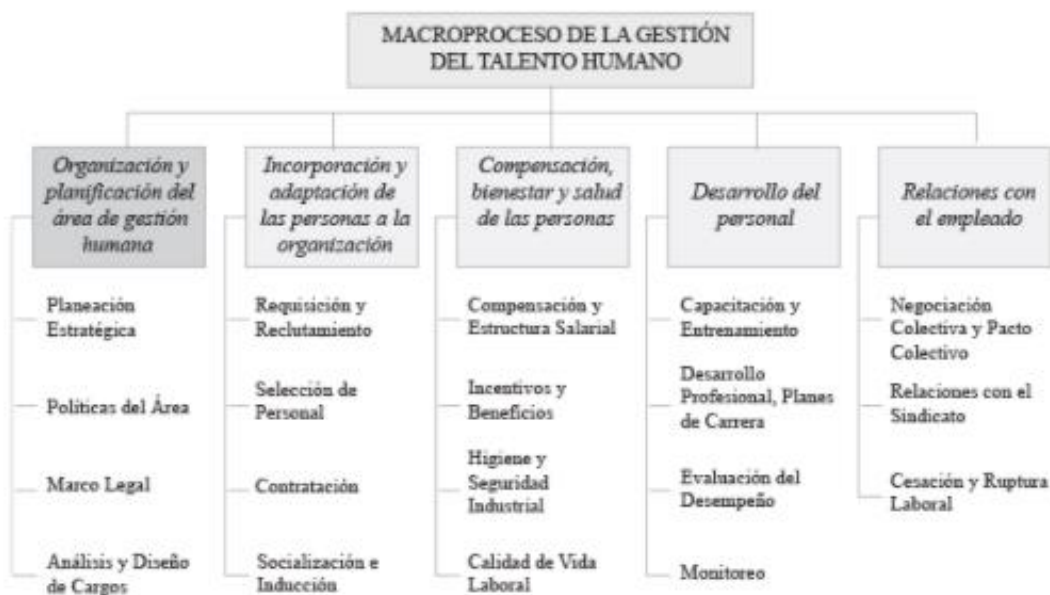 MACROPROCESO DE LA GESTIÓN
DEL TALENTO HUMANO
Organización y
planificación del
área de gestión
humana
Planeación
Estratégica
Políticas del Área
Marco Legal
Análisis y Diseño
de Cargos
Incorporación y
adaptación de
las personas a la
organización
Requisición y
Reclutamiento
Selección de
Personal
Contratación
Socialización e
Inducción
Compensación,
bienestar y salud
de las personas
Compensación y
Estructura Salarial
Incentivos y
Beneficios
Higiene y
Seguridad
Industrial
Calidad de Vida
Laboral
Desarrollo del
personal
Capacitación y
Entrenamiento
Desarrollo
Profesional, Planes
de Carrera
Evaluación del
Desempeño
Monitoreo
Relaciones con
el empleado
Negociación
Colectiva y Pacto
Colectivo
Relaciones con el
Sindicato
Cesación y Ruptura
Laboral